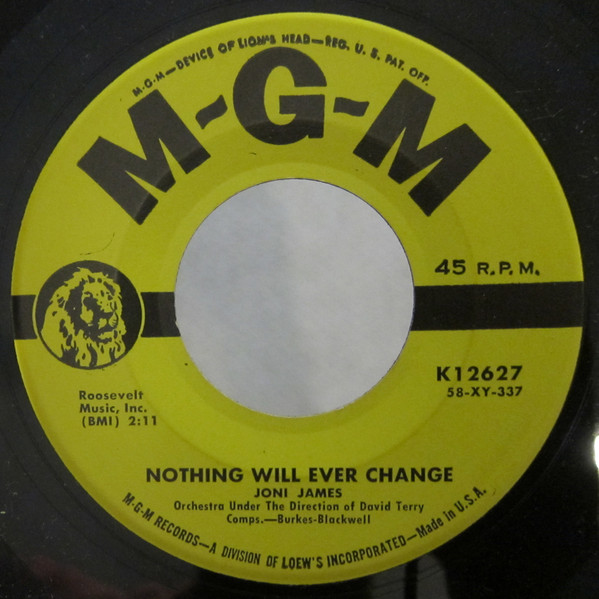 M-G-M—DEVICE OF LION'S HEAD—REG. U. S. PAT. OFF.
M-G-M
45 R.P.M.
K12627
58-XY-337
Roosevelt
Music, Inc.
(BMI) 2:11
NOTHING WILL EVER CHANGE
JONI JAMES
Orchestra Under The Direction of David Terry
Comps.—Burkes-Blackwell
M-G-M RECORDS—A DIVISION OF LOEW'S INCORPORATED—Made in U.S.A.